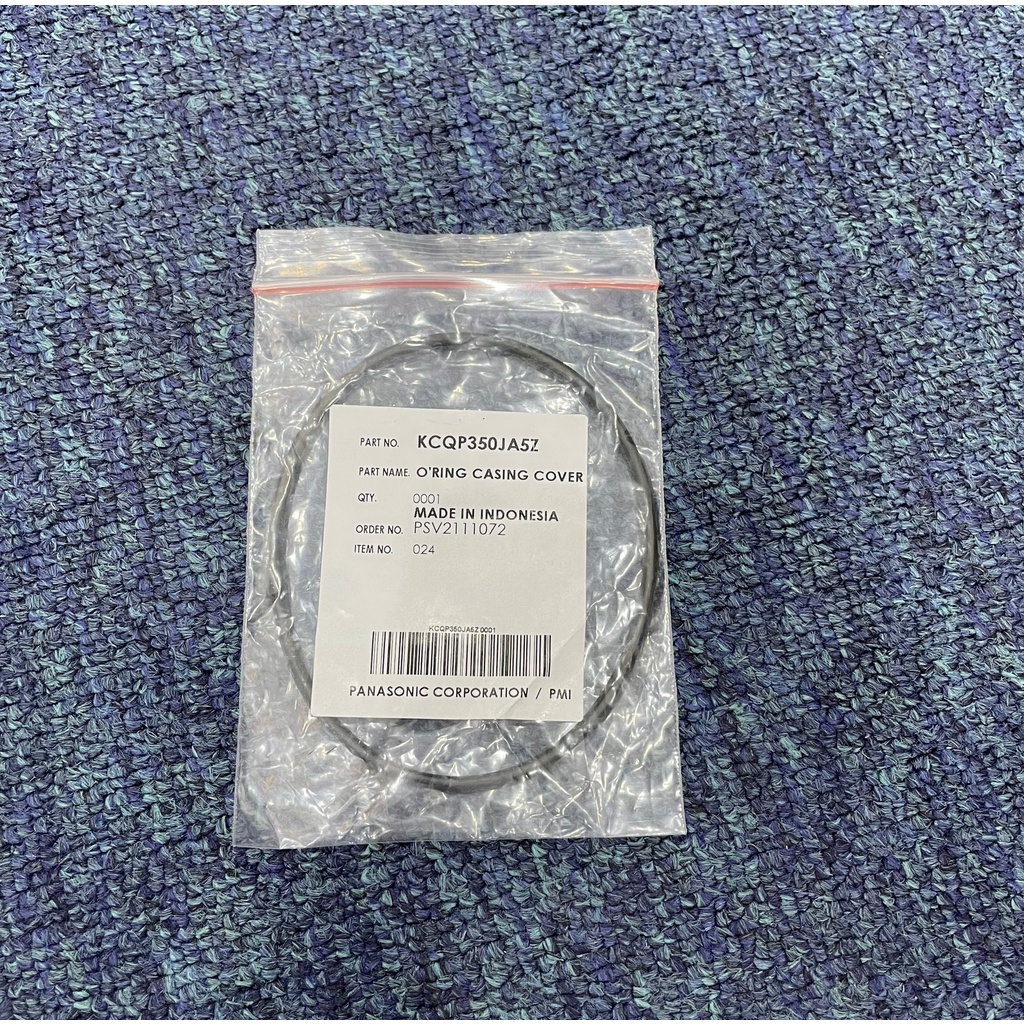 PART NO. KCQP350JA5Z
PART NAME. O'RING CASING COVER
QTY. 0001
MADE IN INDONESIA
ORDER NO. PSV2111072
ITEM NO. 024
KCQP350JA5Z 0001
PANASONIC CORPORATION / PMI